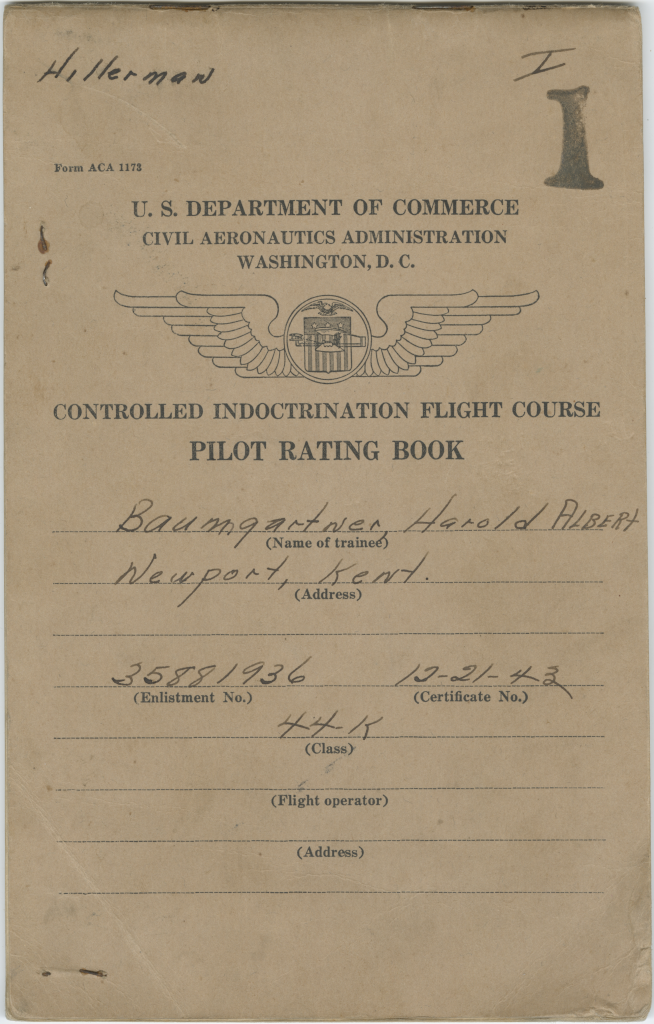 Hillerman
I
1
Form ACA 1173
U. S. DEPARTMENT OF COMMERCE
CIVIL AERONAUTICS ADMINISTRATION
WASHINGTON, D. C.
CONTROLLED INDOCTRINATION FLIGHT COURSE
PILOT RATING BOOK
Baumgartner, Harold ALBERT
(Name of trainee)
Newport, Kent.
(Address)
35881936 12-21-43
(Enlistment No.) (Certificate No.)
44-K
(Class)
(Flight operator)
(Address)